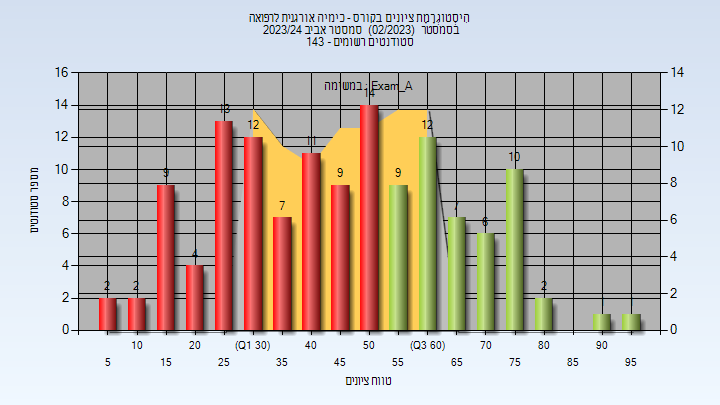 היסטוגרמת ציונים בקורס - כימיה אורגנית לרפואה
בסמסטר (02/2023) סמסטר אביב 2023/24
סטודנטים רשומים - 143
במשימה : Exam_A
מספר סטודנטים
16 14 12 10 8 6 4 2 0
14 12 10 8 6 4 2 0
2 2 9 4 13 12 7 11 9 14 9 12 7 6 10 2
10 20 (Q1 30) 40 50 (Q3 60) 70 80 90
5 15 25 35 45 55 65 75 85 95
טווח ציונים